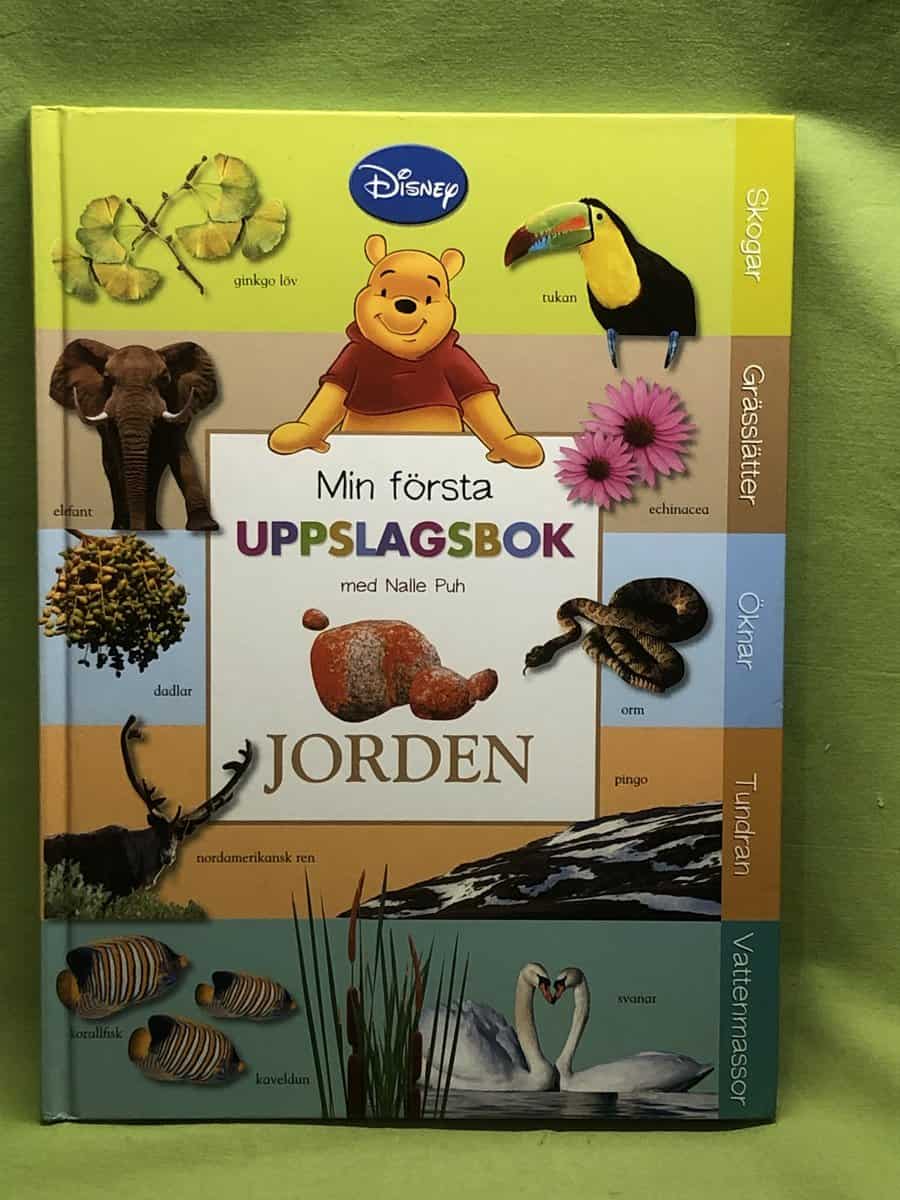 Disney
ginkgo löv
tukan
Skogar
elefant
echinacea
Grässlätter
Min första
UPPSLAGSBOK
med Nalle Puh
dadlar
orm
Öknar
JORDEN
pingo
nordamerikansk ren
Tundran
korallfisk
kaveldun
svanar
Vattenmassor